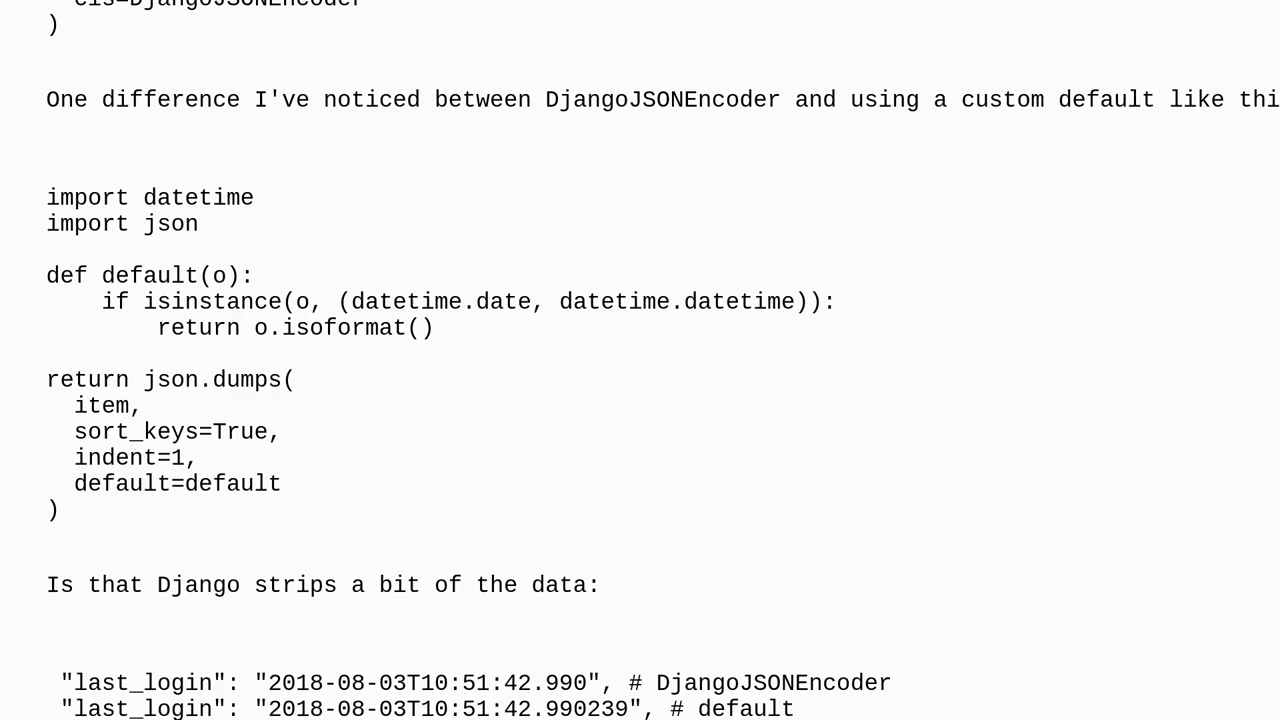 cls=DjangoJSONEncoder
)
One difference I've noticed between DjangoJSONEncoder and using a custom default like thi
import datetime
import json
def default(o):
    if isinstance(o, (datetime.date, datetime.datetime)):
        return o.isoformat()
return json.dumps(
  item,
  sort_keys=True,
  indent=1,
  default=default
)
Is that Django strips a bit of the data:
 "last_login": "2018-08-03T10:51:42.990", # DjangoJSONEncoder
 "last_login": "2018-08-03T10:51:42.990239", # default